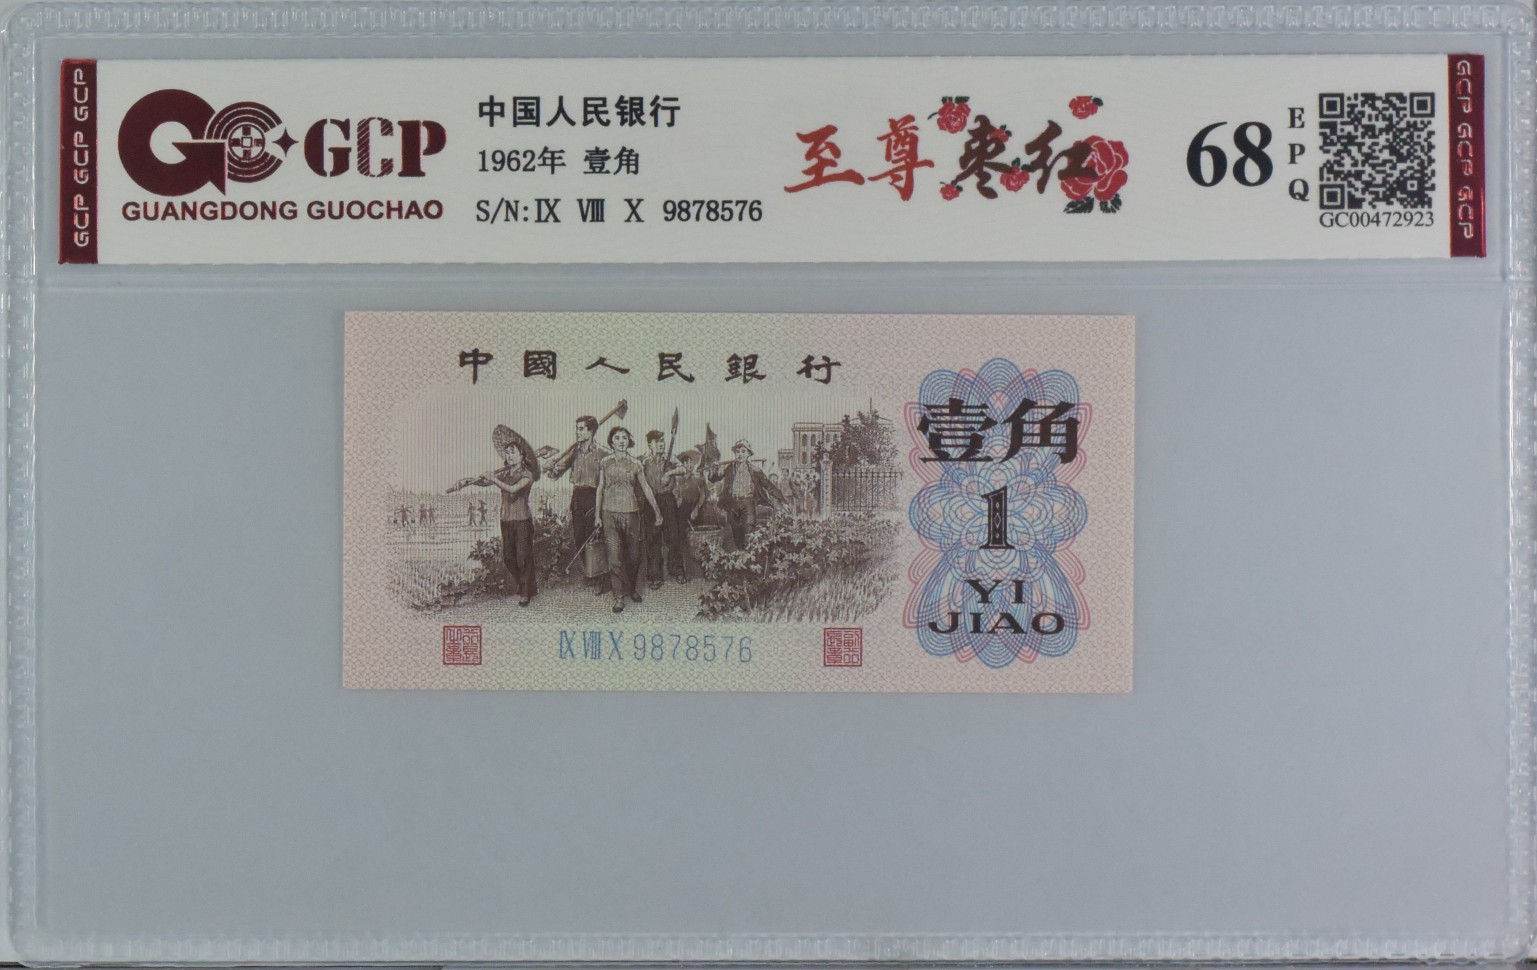 GCP GCP GCP
GCP
GUANGDONG GUOCHAO
中国人民银行
1962年 壹角
S/N: IX VIII X 9878576
至尊枣红
68
EPQ
GC00472923
GCP GCP GCP
中國人民銀行
壹角
1
YI
JIAO
IX VIII X 9878576